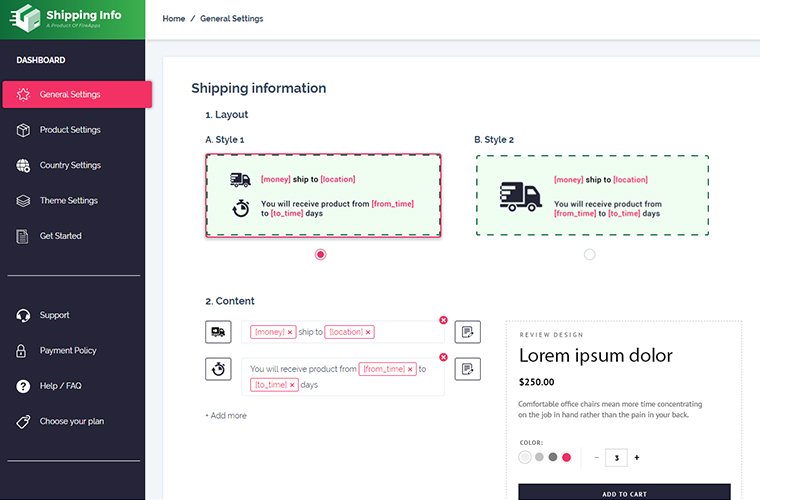 Shipping Info
A Product Of FireApps
Home / General Settings
DASHBOARD
General Settings
Product Settings
Country Settings
Theme Settings
Get Started
Support
Payment Policy
Help / FAQ
Choose your plan
Shipping information
1. Layout
A. Style 1
[money] ship to [location]
You will receive product from [from_time]
to [to_time] days
B. Style 2
[money] ship to [location]
You will receive product from
[from_time] to [to_time] days
2. Content
[money] × ship to [location] ×
You will receive product from [from_time] × to
[to_time] × days
+ Add more
REVIEW DESIGN
Lorem ipsum dolor
$250.00
Comfortable office chairs mean more time concentrating
on the job in hand rather than the pain in your back.
COLOR:
− 3 +
ADD TO CART